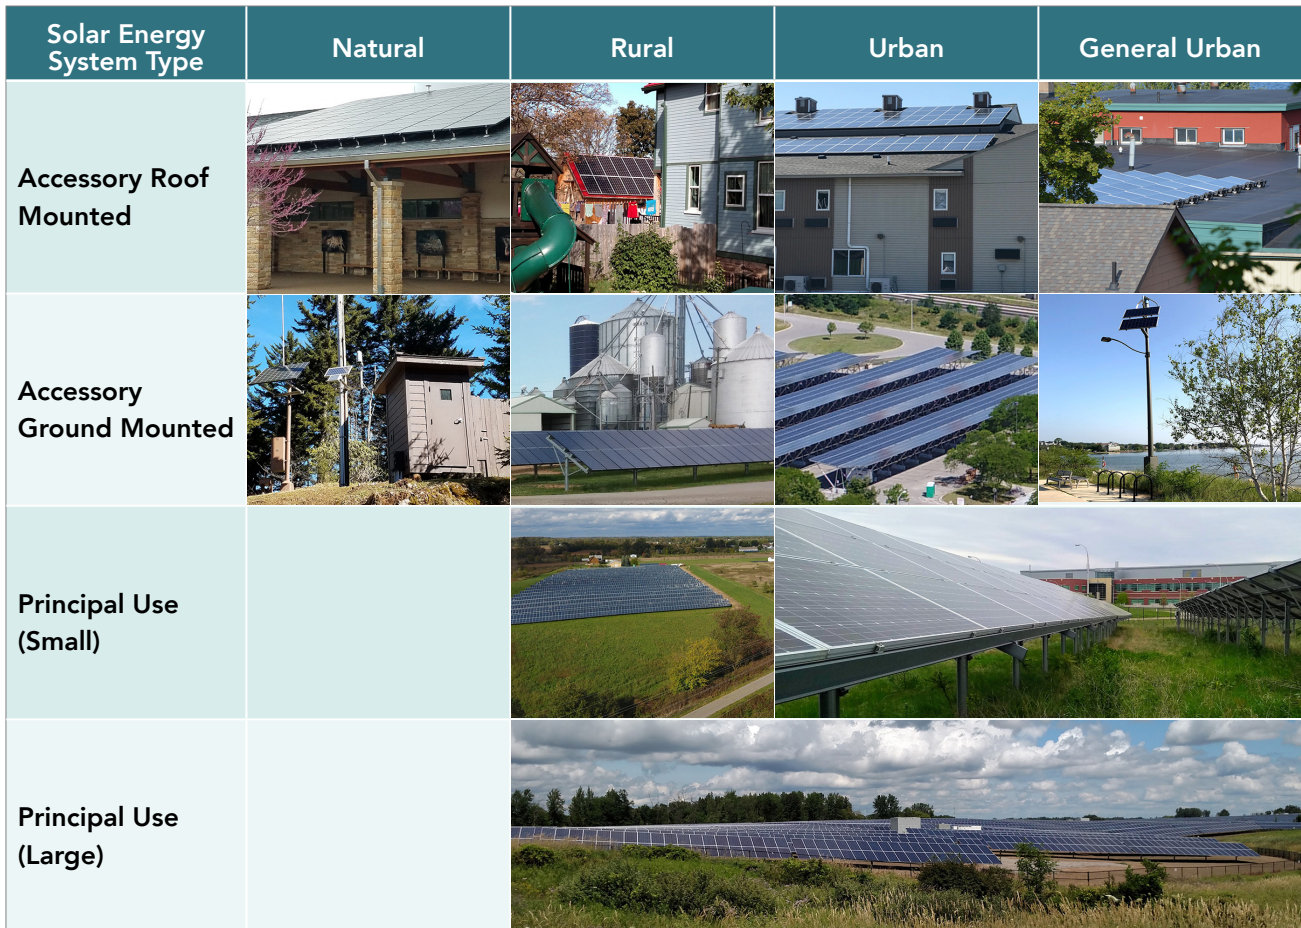 Solar Energy
System Type
Natural
Rural
Urban
General Urban
Accessory Roof
Mounted
Accessory
Ground Mounted
Principal Use
(Small)
Principal Use
(Large)